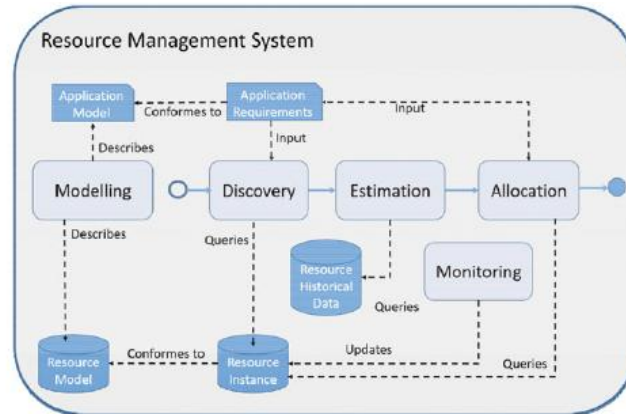 Resource Management System
Application
Model
Conformes to
Application
Requirements
Input
Input
Describes
Modelling
Discovery
Estimation
Allocation
Describes
Queries
Resource
Historical
Data
Queries
Monitoring
Resource
Model
Conformes to
Resource
Instance
Updates
Queries